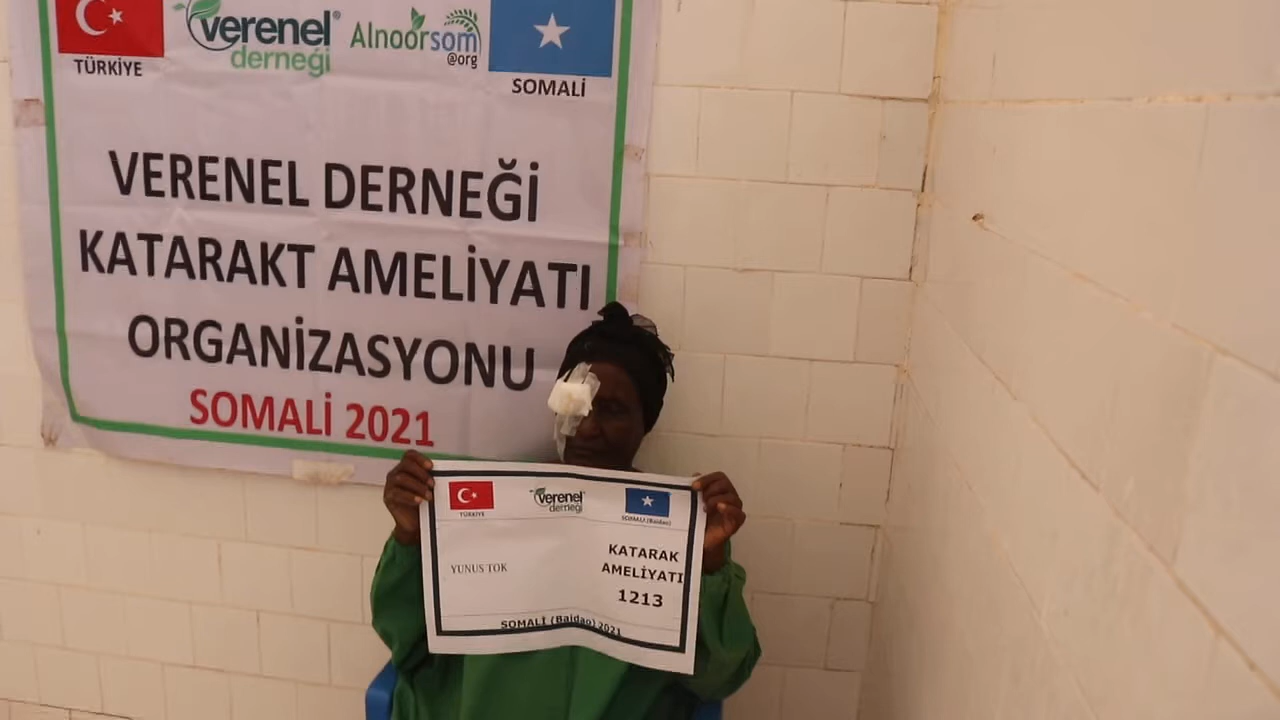 verenel®
derneği
Alnoorsom
@org
TÜRKİYE
SOMALİ
VERENEL DERNEĞİ
KATARAKT AMELİYATI
ORGANİZASYONU
SOMALİ 2021
verenel
derneği
TÜRKİYE
SOMALİ (Baidao)
KATARAK
AMELİYATI
YUNUS TOK
1213
SOMALİ (Baidao) 2021